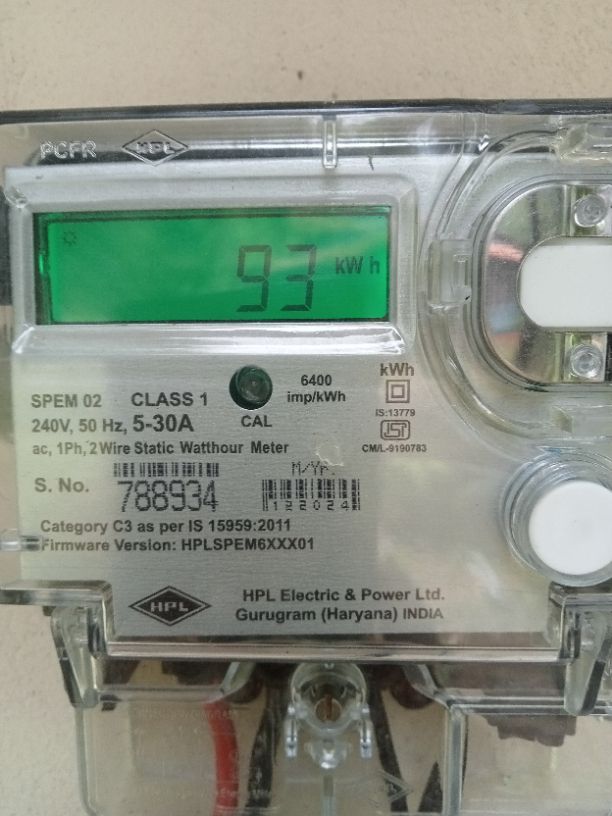 PCFR HPL
93 kWh
SPEM 02 CLASS 1
240V, 50 Hz, 5-30A
ac, 1Ph, 2 Wire Static Watthour Meter
CAL
6400
imp/kWh
kWh
IS:13779
ISI
CM/L-9190783
S. No. 788934
M/Yr.
122024
Category C3 as per IS 15959:2011
Firmware Version: HPLSPEM6XXX01
HPL
HPL Electric & Power Ltd.
Gurugram (Haryana) INDIA
HPL